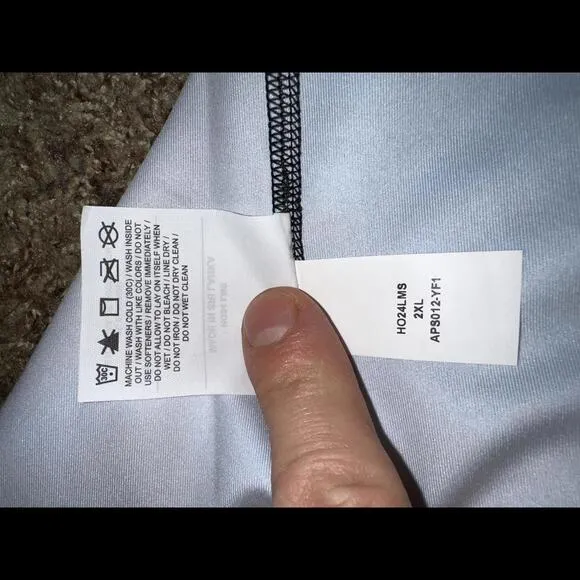 MACHINE WASH COLD (30C) / WASH INSIDE
OUT / WASH WITH LIKE COLORS / DO NOT
USE SOFTENERS / REMOVE IMMEDIATELY /
DO NOT ALLOW TO LAY ON ITSELF WHEN
WET / DO NOT BLEACH / LINE DRY /
DO NOT IRON / DO NOT DRY CLEAN /
DO NOT WET CLEAN
30C
HO24LMS
2XL
APS012-YF1